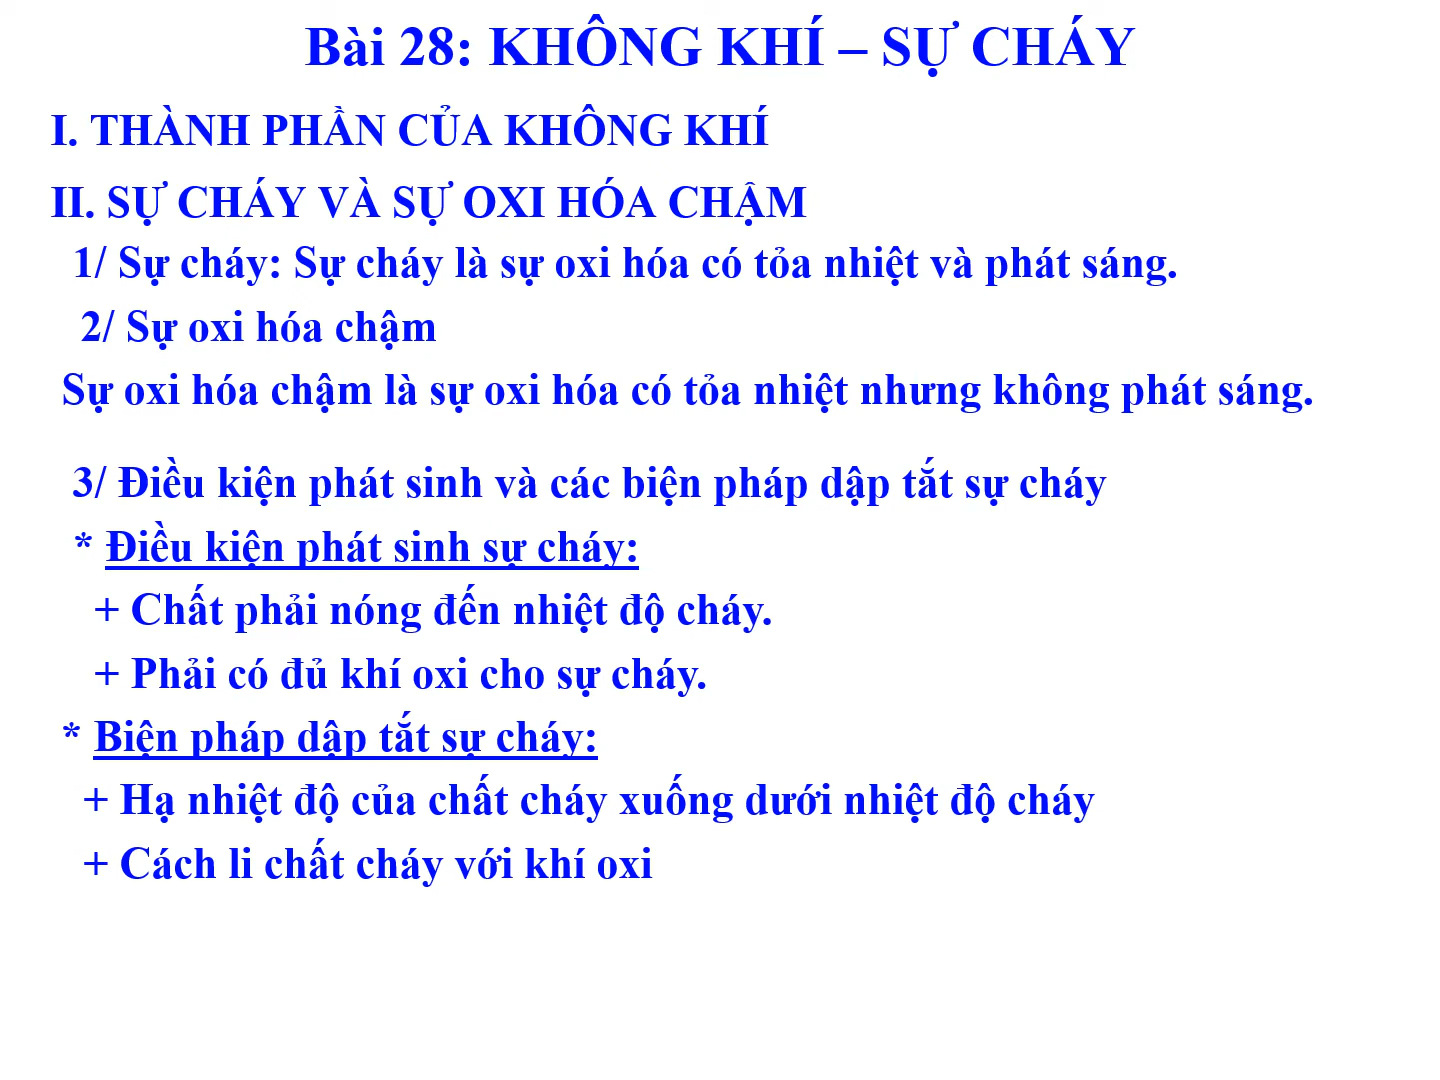 Bài 28: KHÔNG KHÍ – SỰ CHÁY
I. THÀNH PHẦN CỦA KHÔNG KHÍ
II. SỰ CHÁY VÀ SỰ OXI HÓA CHẬM
1/ Sự cháy: Sự cháy là sự oxi hóa có tỏa nhiệt và phát sáng.
2/ Sự oxi hóa chậm
Sự oxi hóa chậm là sự oxi hóa có tỏa nhiệt nhưng không phát sáng.
3/ Điều kiện phát sinh và các biện pháp dập tắt sự cháy
* Điều kiện phát sinh sự cháy:
+ Chất phải nóng đến nhiệt độ cháy.
+ Phải có đủ khí oxi cho sự cháy.
* Biện pháp dập tắt sự cháy:
+ Hạ nhiệt độ của chất cháy xuống dưới nhiệt độ cháy
+ Cách li chất cháy với khí oxi